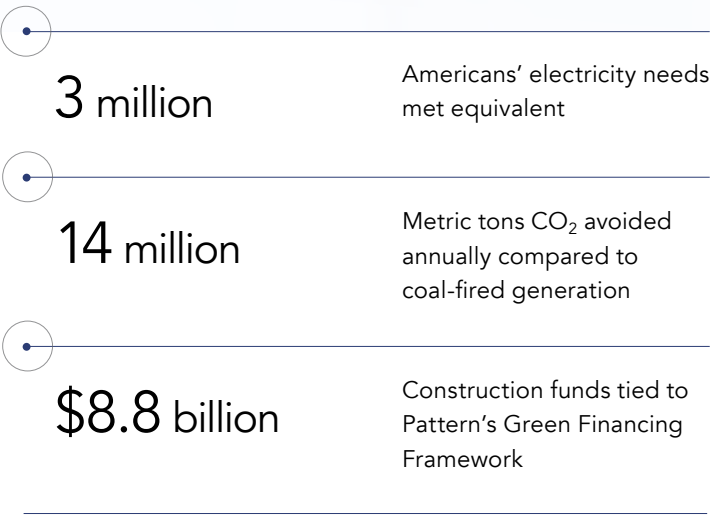 3 million
Americans’ electricity needs
met equivalent
14 million
Metric tons CO₂ avoided
annually compared to
coal-fired generation
$8.8 billion
Construction funds tied to
Pattern’s Green Financing
Framework